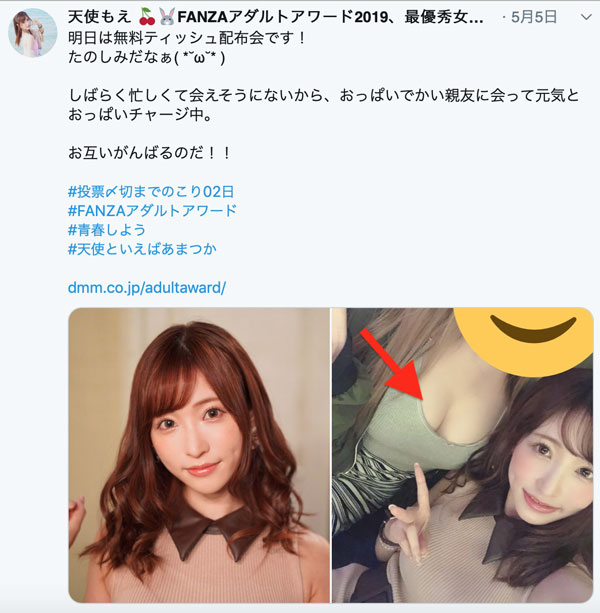 天使もえ🍒🐰FANZAアダルトアワード2019、最優秀女… · 5月5日
明日は無料ティッシュ配布会です！
たのしみだなぁ( *˘ω˘* )
しばらく忙しくて会えそうにないから、おっぱいでかい親友に会って元気と
おっぱいチャージ中。
お互いがんばるのだ！！
#投票〆切までのこり02日
#FANZAアダルトアワード
#青春しよう
#天使といえばあまつか
dmm.co.jp/adultaward/